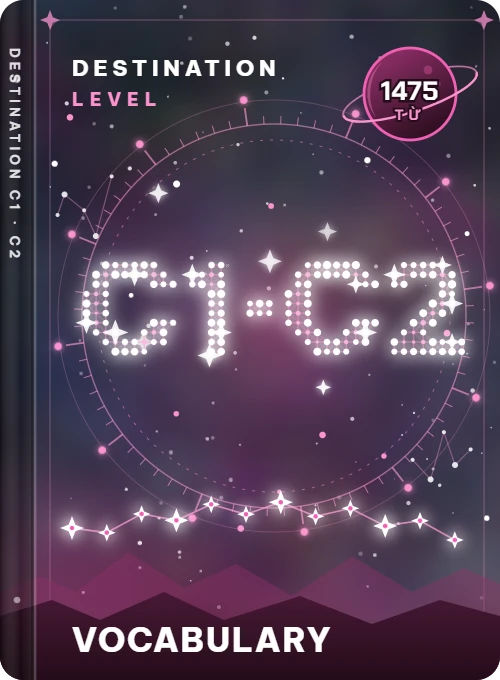 DESTINATION C1 · C2
DESTINATION
LEVEL
1475
TỪ
C1-C2
VOCABULARY